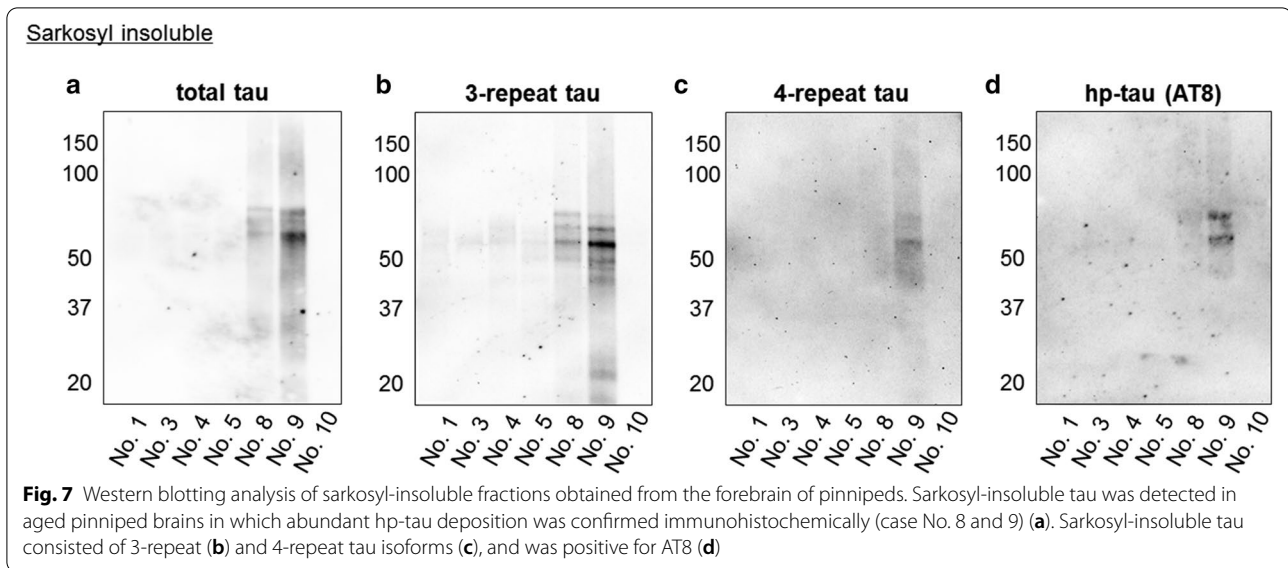 Sarkosyl insoluble
a total tau b 3-repeat tau c 4-repeat tau d hp-tau (AT8)
150 150 150 150
100 100 100 100
50 50 50 50
37 37 37 37
20 20 20 20
No. 1 No. 3 No. 4 No. 5 No. 8 No. 9 No. 10 No. 1 No. 3 No. 4 No. 5 No. 8 No. 9 No. 10 No. 1 No. 3 No. 4 No. 5 No. 8 No. 9 No. 10 No. 1 No. 3 No. 4 No. 5 No. 8 No. 9 No. 10
Fig. 7 Western blotting analysis of sarkosyl-insoluble fractions obtained from the forebrain of pinnipeds. Sarkosyl-insoluble tau was detected in
aged pinniped brains in which abundant hp-tau deposition was confirmed immunohistochemically (case No. 8 and 9) (a). Sarkosyl-insoluble tau
consisted of 3-repeat (b) and 4-repeat tau isoforms (c), and was positive for AT8 (d)